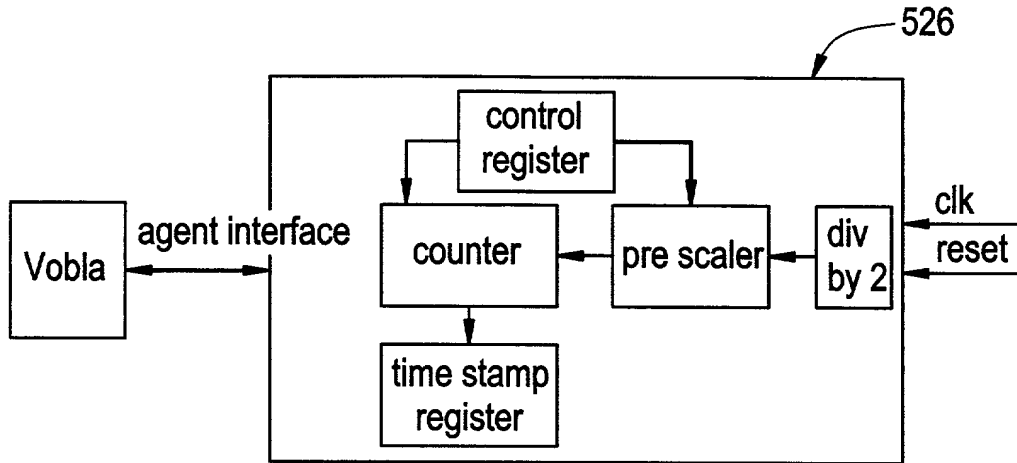 526
control
register
clk
reset
agent interface
Vobla
counter
pre scaler
div
by 2
time stamp
register